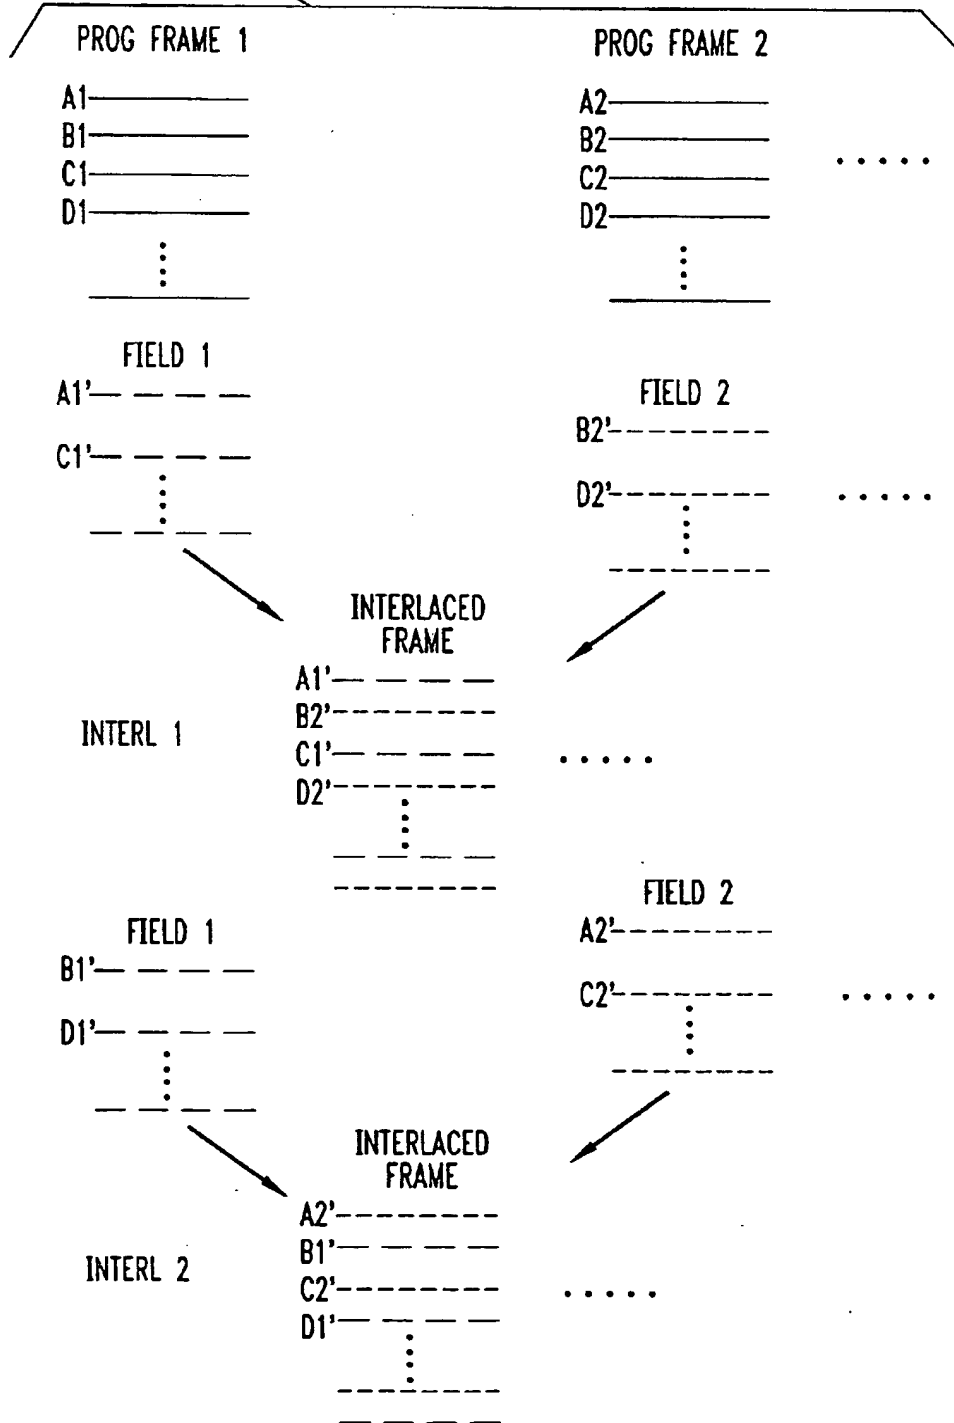 PROG FRAME 1
A1
B1
C1
D1
PROG FRAME 2
A2
B2
C2
D2
FIELD 1
A1'
C1'
FIELD 2
B2'
D2'
INTERLACED
FRAME
INTERL 1
A1'
B2'
C1'
D2'
FIELD 1
B1'
D1'
FIELD 2
A2'
C2'
INTERLACED
FRAME
INTERL 2
A2'
B1'
C2'
D1'